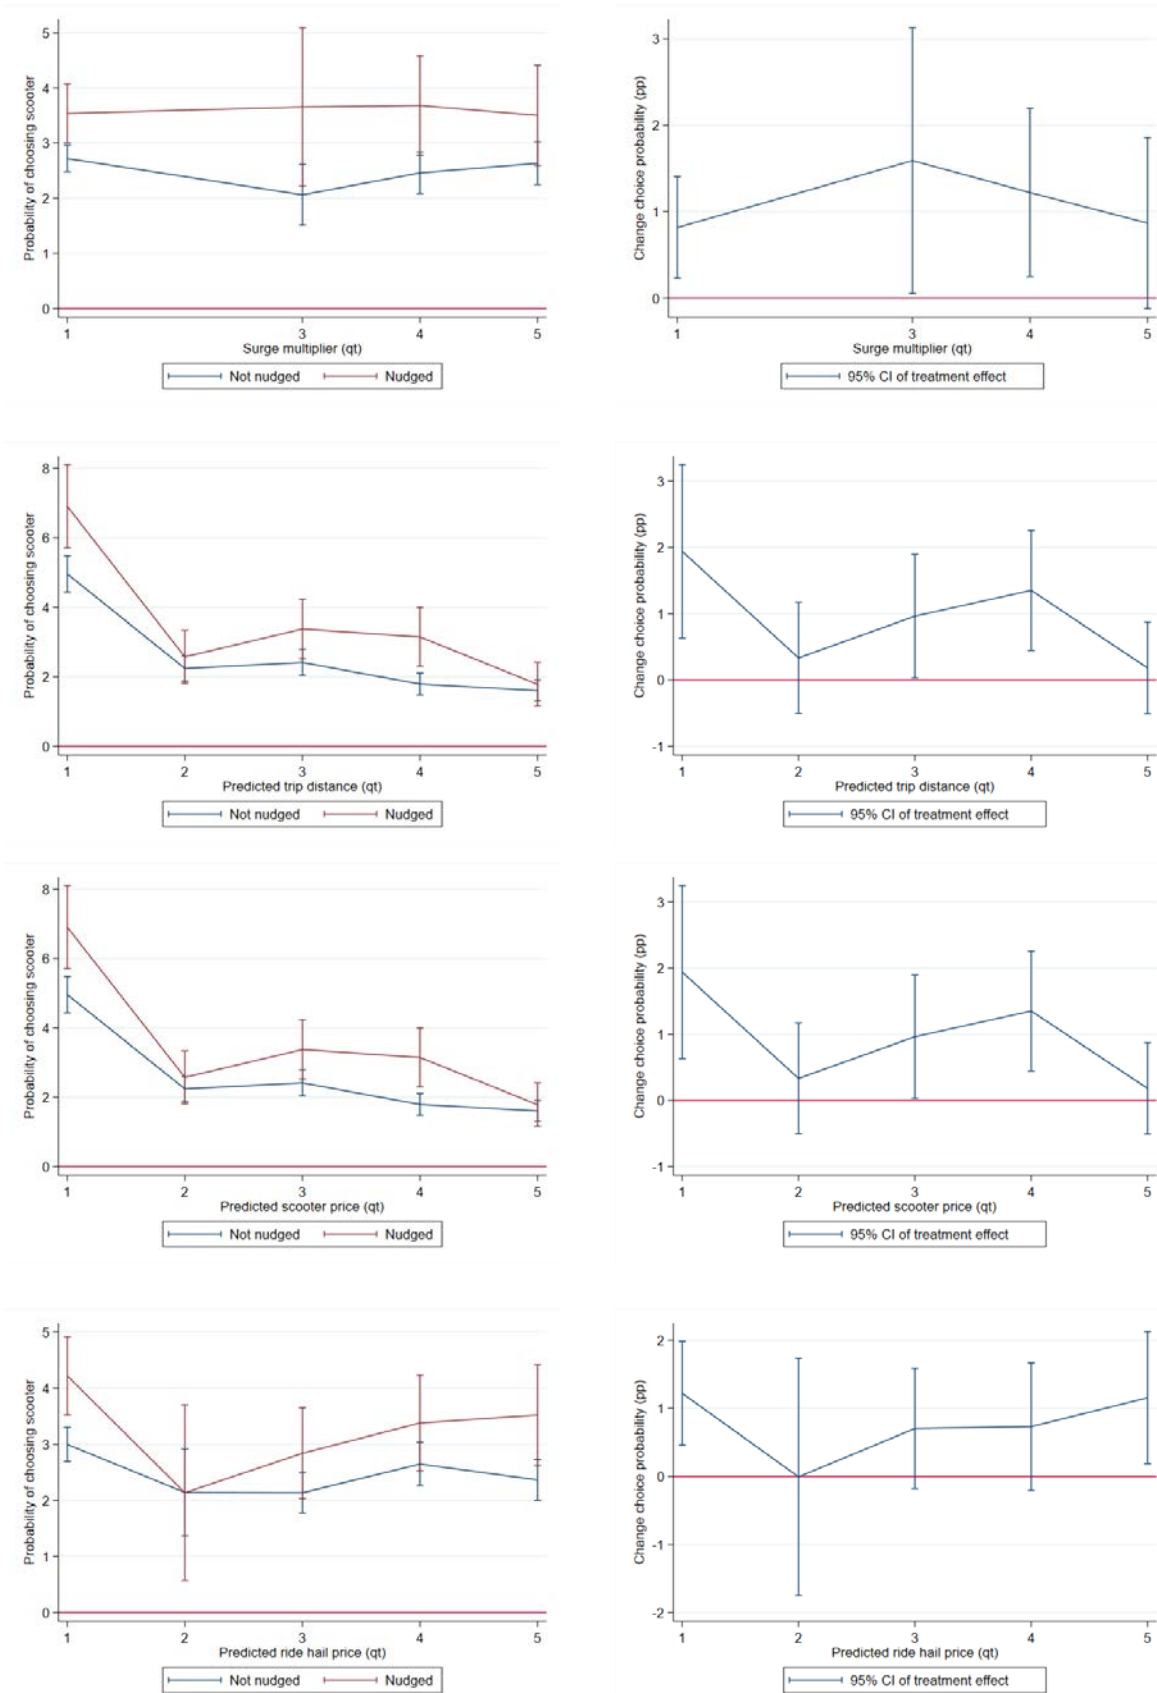 Probability of choosing scooter
5
4
3
2
1
0
1 3 4 5
Surge multiplier (qt)
Not nudged Nudged
Change choice probability (pp)
3
2
1
0
1 3 4 5
Surge multiplier (qt)
95% CI of treatment effect
Probability of choosing scooter
8
6
4
2
0
1 2 3 4 5
Predicted trip distance (qt)
Not nudged Nudged
Change choice probability (pp)
3
2
1
0
-1
1 2 3 4 5
Predicted trip distance (qt)
95% CI of treatment effect
Probability of choosing scooter
8
6
4
2
0
1 2 3 4 5
Predicted scooter price (qt)
Not nudged Nudged
Change choice probability (pp)
3
2
1
0
-1
1 2 3 4 5
Predicted scooter price (qt)
95% CI of treatment effect
Probability of choosing scooter
5
4
3
2
1
0
1 2 3 4 5
Predicted ride hail price (qt)
Not nudged Nudged
Change choice probability (pp)
2
1
0
-1
-2
1 2 3 4 5
Predicted ride hail price (qt)
95% CI of treatment effect